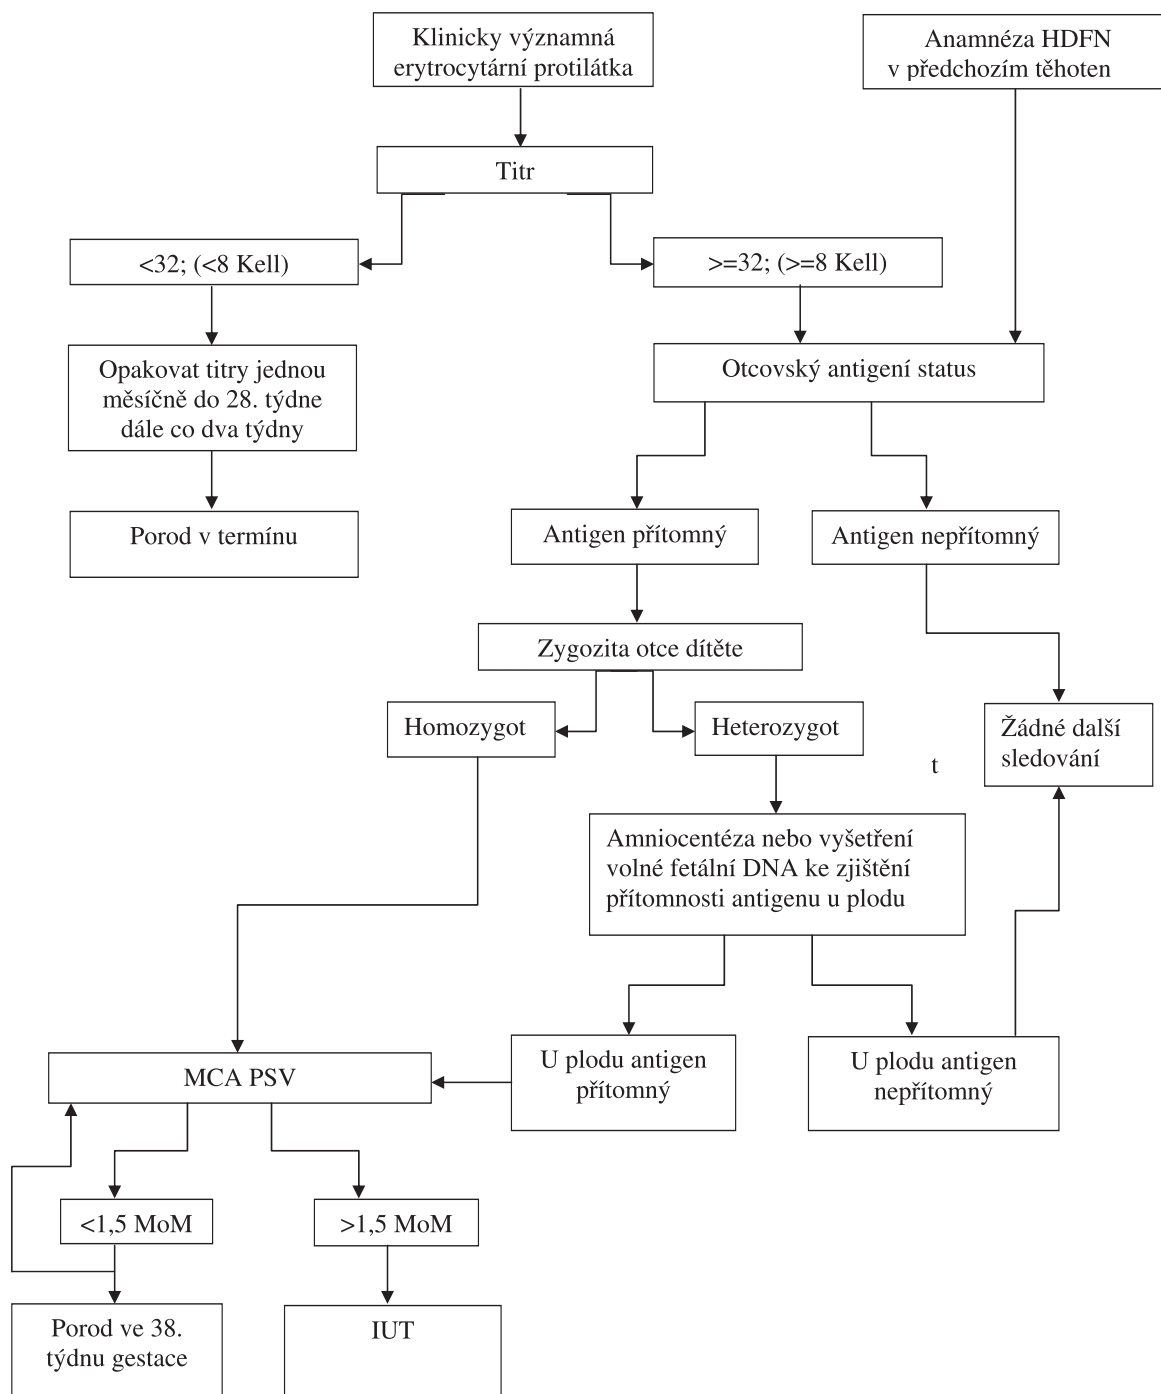 Klinicky významná
erytrocytární protilátka
Anamnéza HDFN
v předchozím těhoten
Titr
<32; (<8 Kell)
>=32; (>=8 Kell)
Opakovat titry jednou
měsíčně do 28. týdne
dále co dva týdny
Otcovský antigení status
Porod v termínu
Antigen přítomný
Antigen nepřítomný
Zygozita otce dítěte
Homozygot
Heterozygot
t
Žádné další
sledování
Amniocentéza nebo vyšetření
volné fetální DNA ke zjištění
přítomnosti antigenu u plodu
MCA PSV
U plodu antigen
přítomný
U plodu antigen
nepřítomný
<1,5 MoM
>1,5 MoM
Porod ve 38.
týdnu gestace
IUT